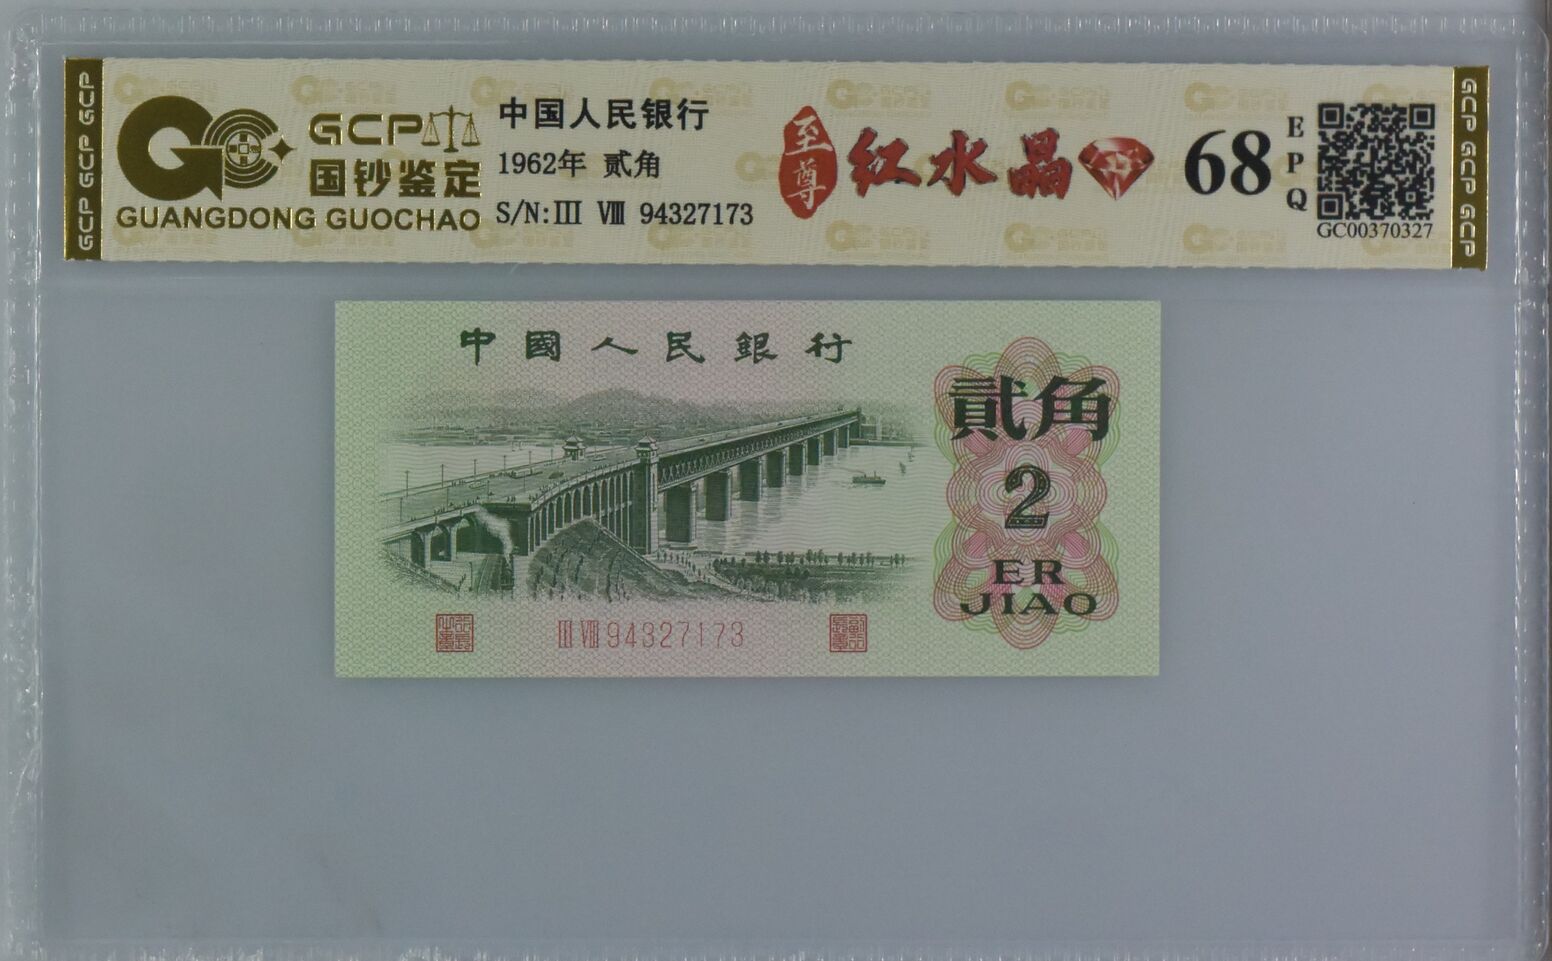 GCP GCP GCP
GCP
国钞鉴定
GUANGDONG GUOCHAO
中国人民银行
1962年 贰角
S/N:III VIII 94327173
至尊
红水晶
68
EPQ
GC00370327
GCP GCP GCP
中國人民銀行
貳角
2
ER
JIAO
III VIII 94327173